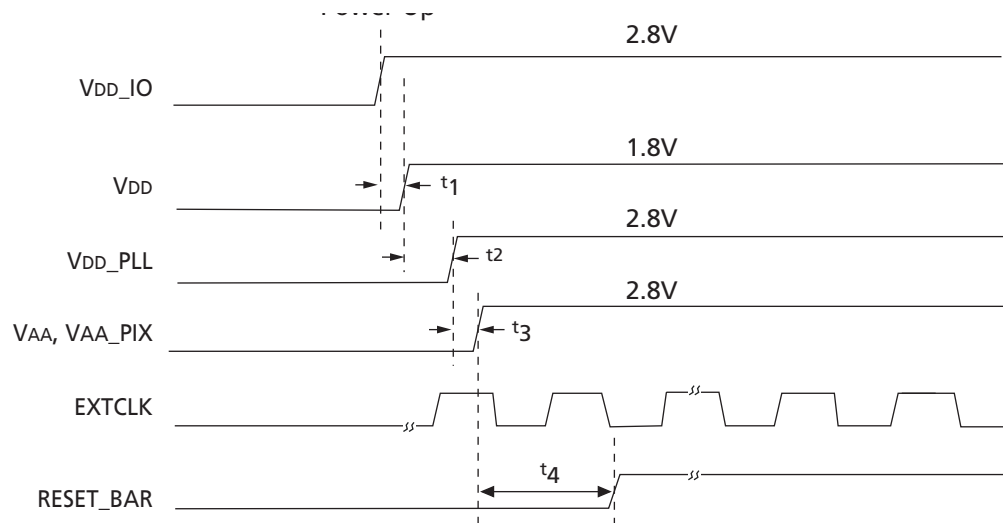 2.8V
VDD_IO
1.8V
VDD
t1
2.8V
VDD_PLL
t2
2.8V
VAA, VAA_PIX
t3
EXTCLK
t4
RESET_BAR